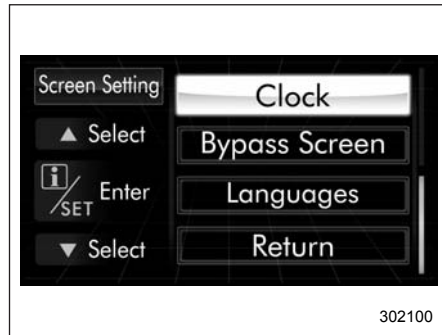 Screen Setting
Clock
▲ Select
Bypass Screen
i/SET Enter
Languages
▼ Select
Return
302100